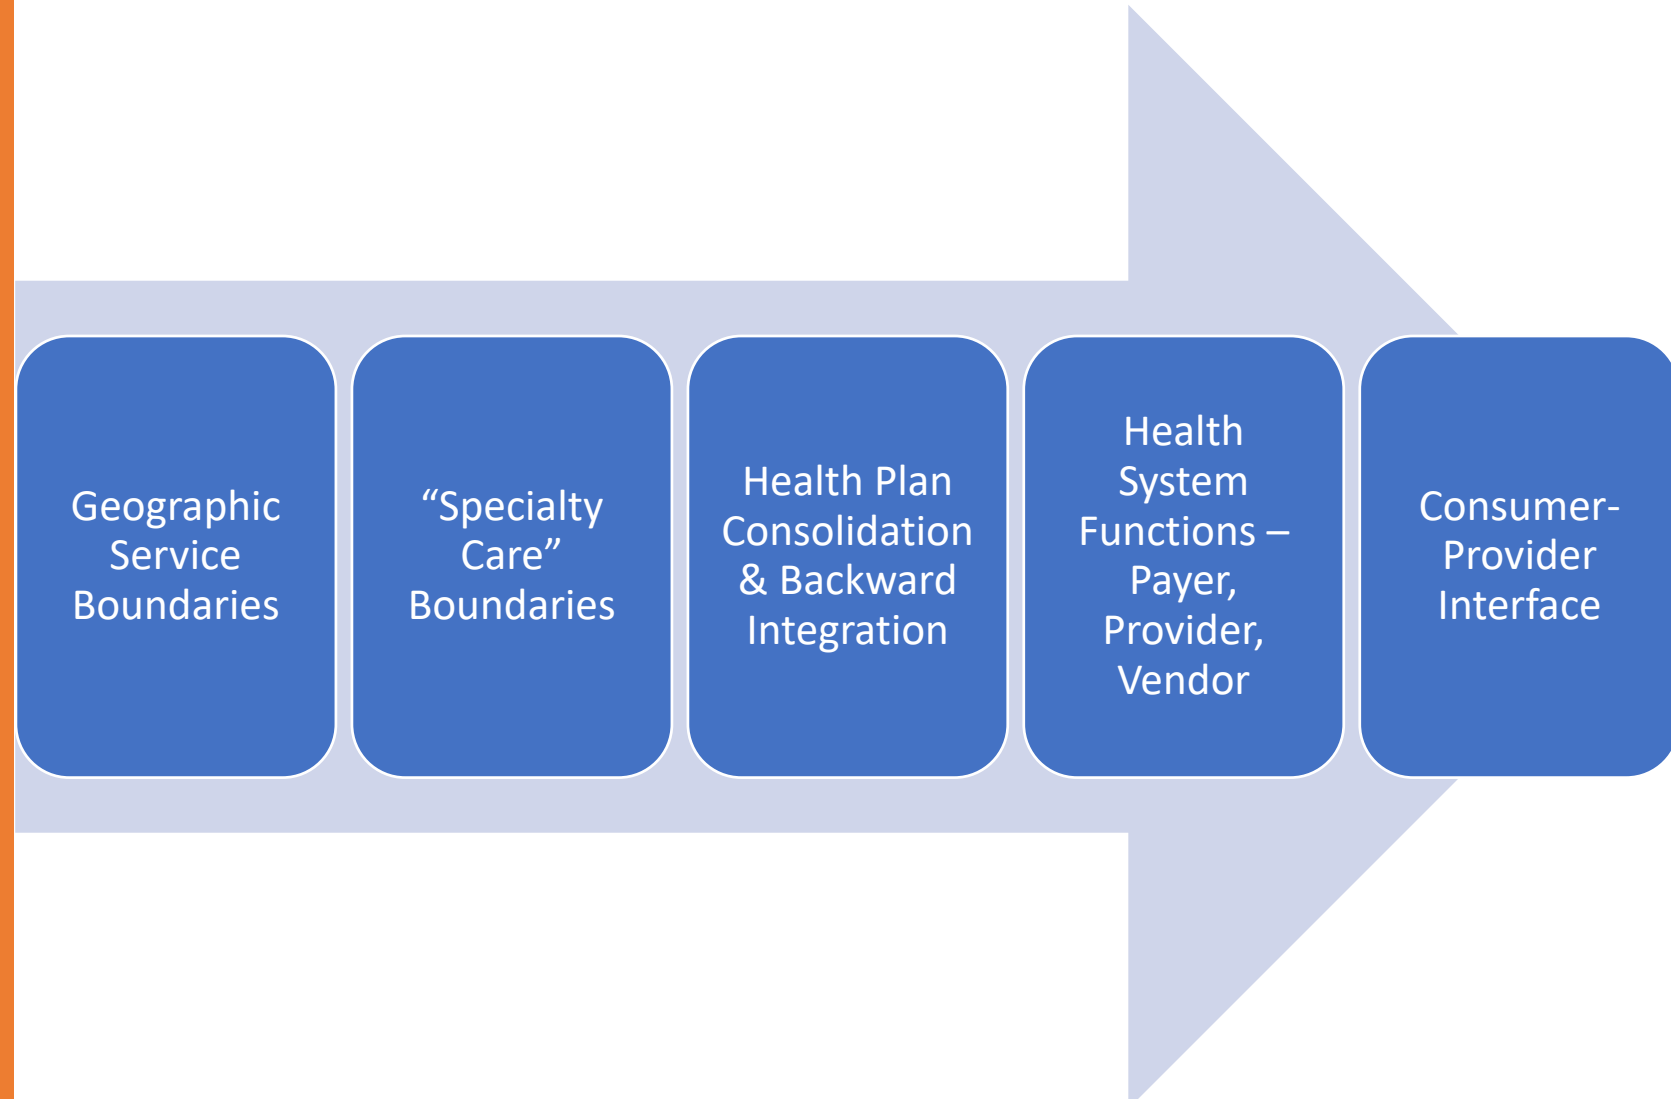 Geographic
Service
Boundaries
“Specialty
Care”
Boundaries
Health Plan
Consolidation
& Backward
Integration
Health
System
Functions –
Payer,
Provider,
Vendor
Consumer-
Provider
Interface